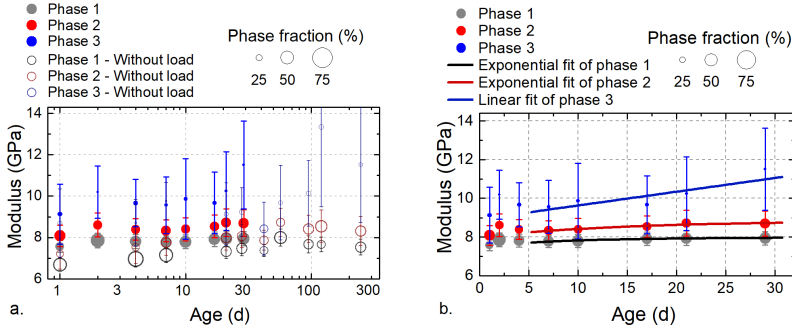 Phase 1
Phase 2
Phase 3
Phase 1 - Without load
Phase 2 - Without load
Phase 3 - Without load
Phase fraction (%)
25 50 75
14
12
10
8
6
Modulus (GPa)
1 3 10 30 100 300
Age (d)
a.
Phase 1
Phase 2
Phase 3
Exponential fit of phase 1
Exponential fit of phase 2
Linear fit of phase 3
Phase fraction (%)
25 50 75
14
12
10
8
6
Modulus (GPa)
0 5 10 15 20 25 30
Age (d)
b.